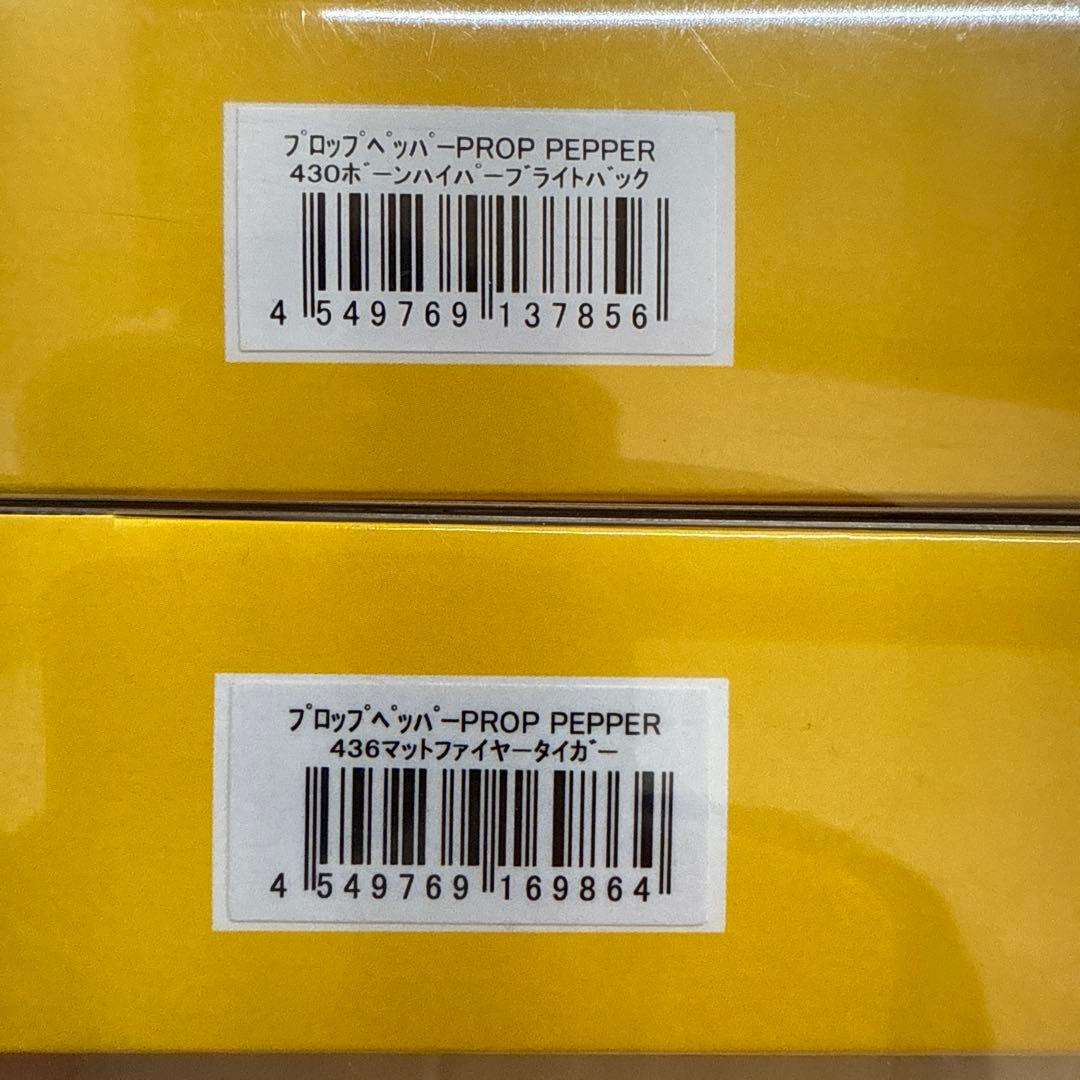 ﾌﾟﾛｯﾌﾟﾍﾟｯﾊﾟｰPROP PEPPER
430ﾎﾞｰﾝﾊｲﾊﾟｰﾌﾞﾗｲﾄﾊﾞｯｸ
4 549769 137856
ﾌﾟﾛｯﾌﾟﾍﾟｯﾊﾟｰPROP PEPPER
436ﾏｯﾄﾌｧｲﾔｰﾀｲｶﾞｰ
4 549769 169864